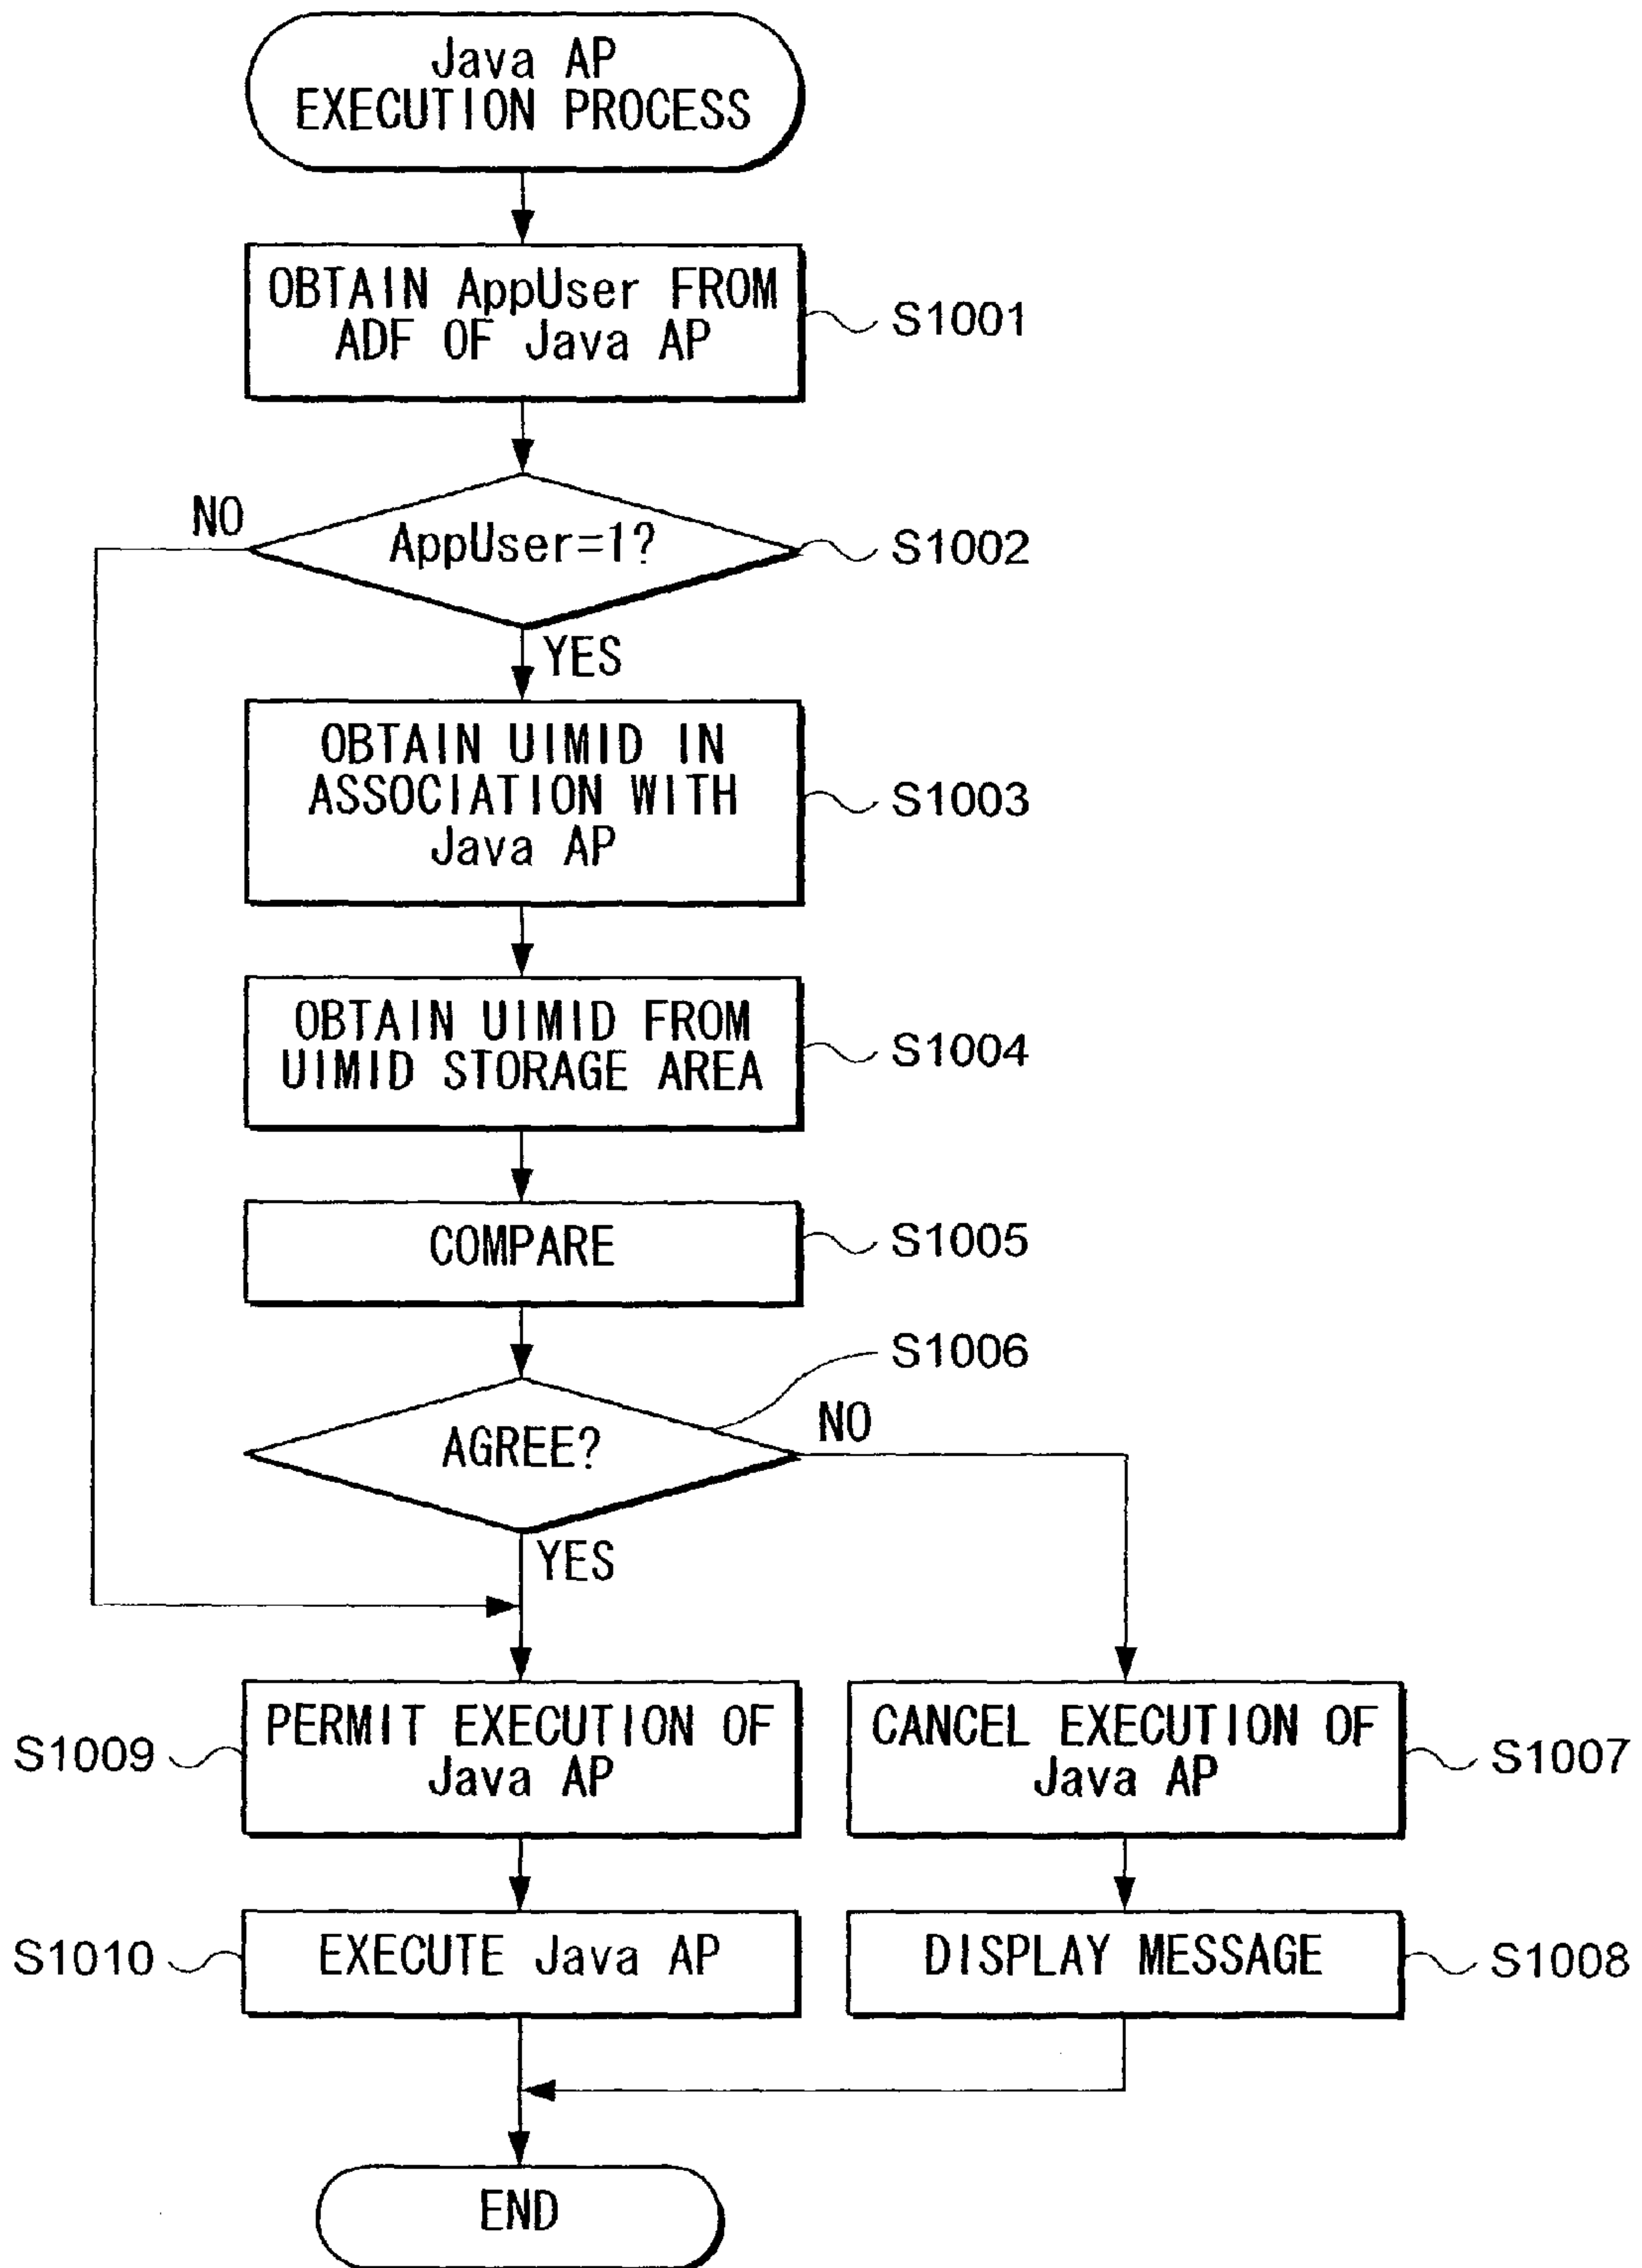 Java AP
EXECUTION PROCESS
OBTAIN AppUser FROM
ADF OF Java AP
S1001
NO
AppUser=1?
S1002
YES
OBTAIN UIMID IN
ASSOCIATION WITH
Java AP
S1003
OBTAIN UIMID FROM
UIMID STORAGE AREA
S1004
COMPARE
S1005
S1006
AGREE?
NO
YES
S1009
PERMIT EXECUTION OF
Java AP
CANCEL EXECUTION OF
Java AP
S1007
S1010
EXECUTE Java AP
DISPLAY MESSAGE
S1008
END